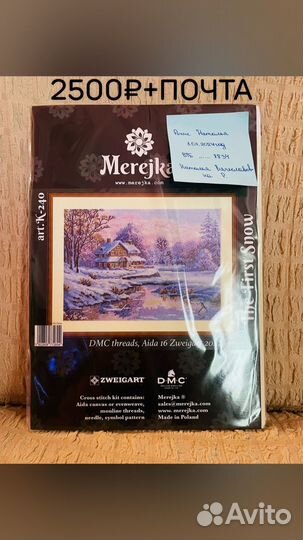 2500₽+ПОЧТА
Merejka
www.merejka.com
art. K-240
The First Snow
DMC threads, Aida 16 Zweigart
ZWEIGART
DMC
Cross stitch kit contains:
Aida canvas or evenweave,
mouline threads,
needle, symbol pattern
Merejka ®
sales@merejka.com
www.merejka.com
Made in Poland
Avito